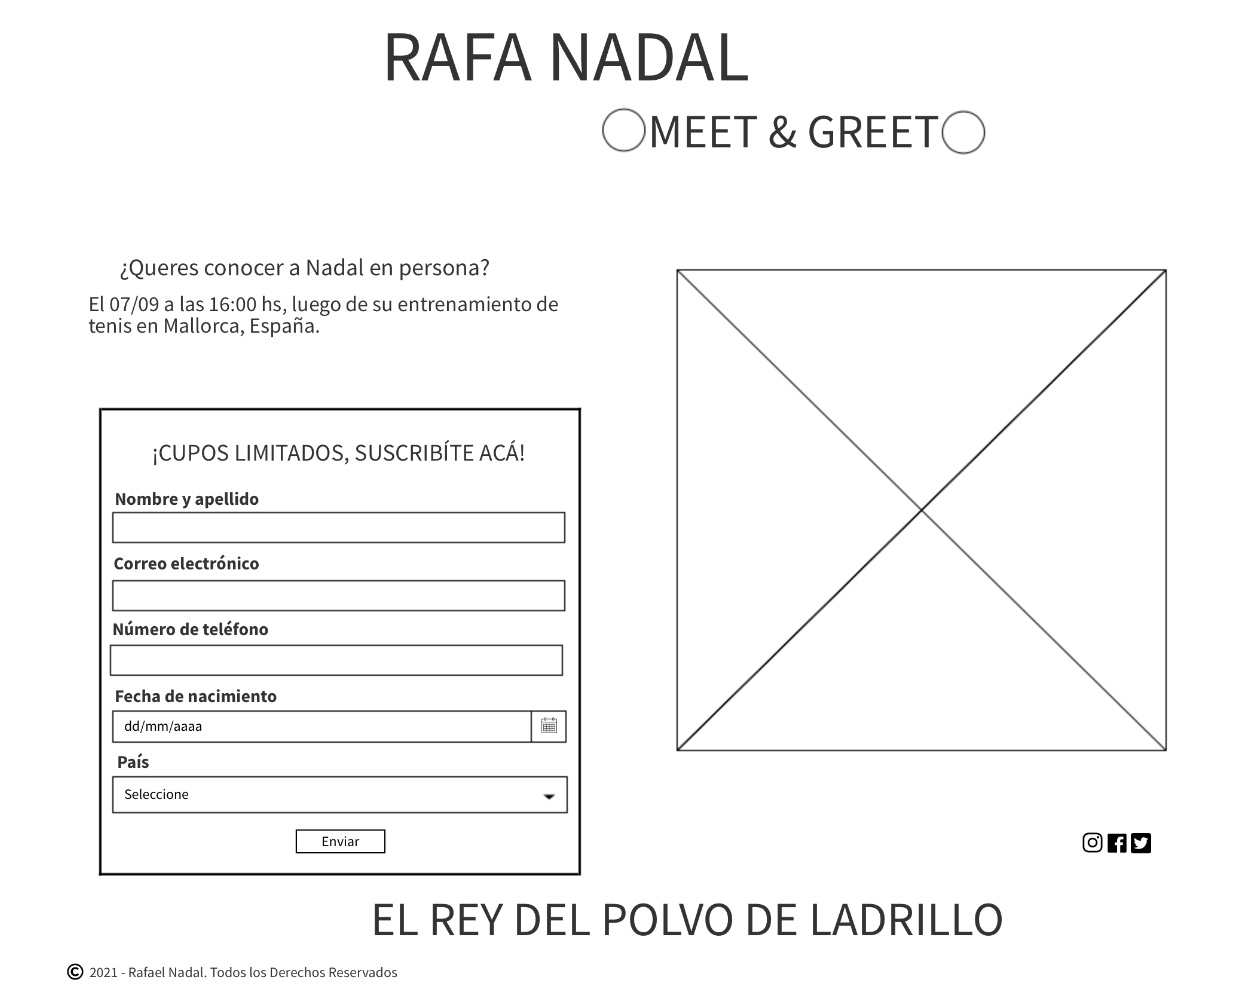 RAFA NADAL
MEET & GREET
¿Queres conocer a Nadal en persona?
El 07/09 a las 16:00 hs, luego de su entrenamiento de
tenis en Mallorca, España.
¡CUPOS LIMITADOS, SUSCRIBÍTE ACÁ!
Nombre y apellido
Correo electrónico
Número de teléfono
Fecha de nacimiento
dd/mm/aaaa
País
Seleccione
Enviar
EL REY DEL POLVO DE LADRILLO
© 2021 - Rafael Nadal. Todos los Derechos Reservados